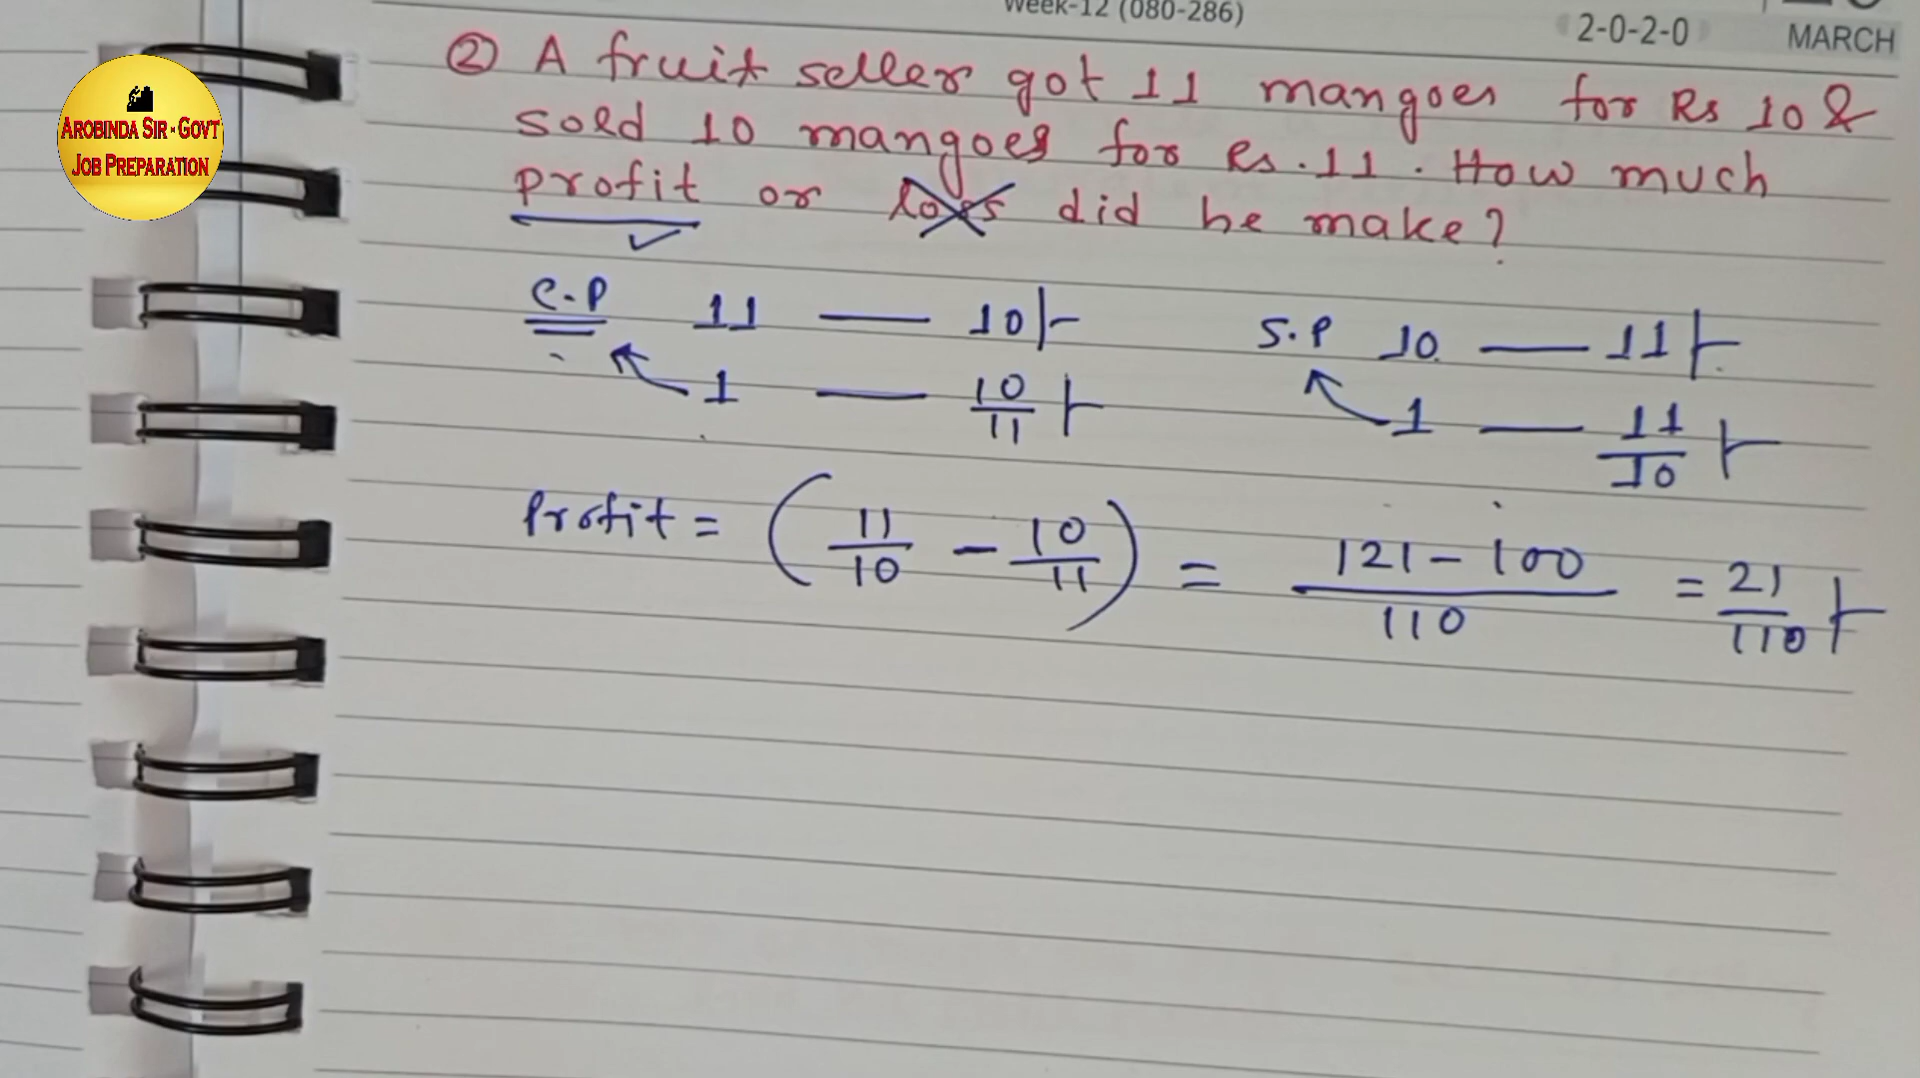 Week-12 (080-286)
2-0-2-0 MARCH
AROBINDA SIR - GOVT
JOB PREPARATION
② A fruit seller got 11 mangoes for Rs 10 &
sold 10 mangoes for Rs. 11. How much
profit or loss did he make?
C.P 11 — 10/-
1 — 10/11 /-
S.P 10 — 11/-
1 — 11/10 /-
Profit = (11/10 - 10/11) = 121 - 100 / 110 = 21/110 /-